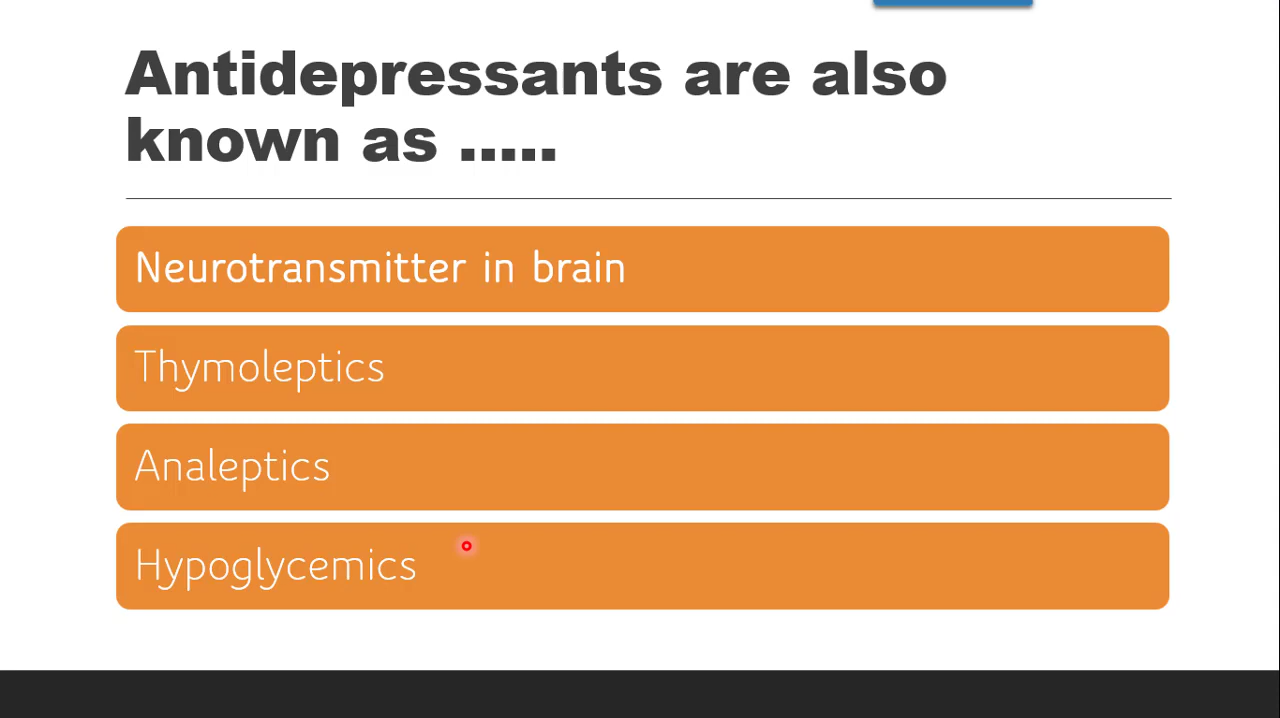 Antidepressants are also
known as .....
Neurotransmitter in brain
Thymoleptics
Analeptics
Hypoglycemics